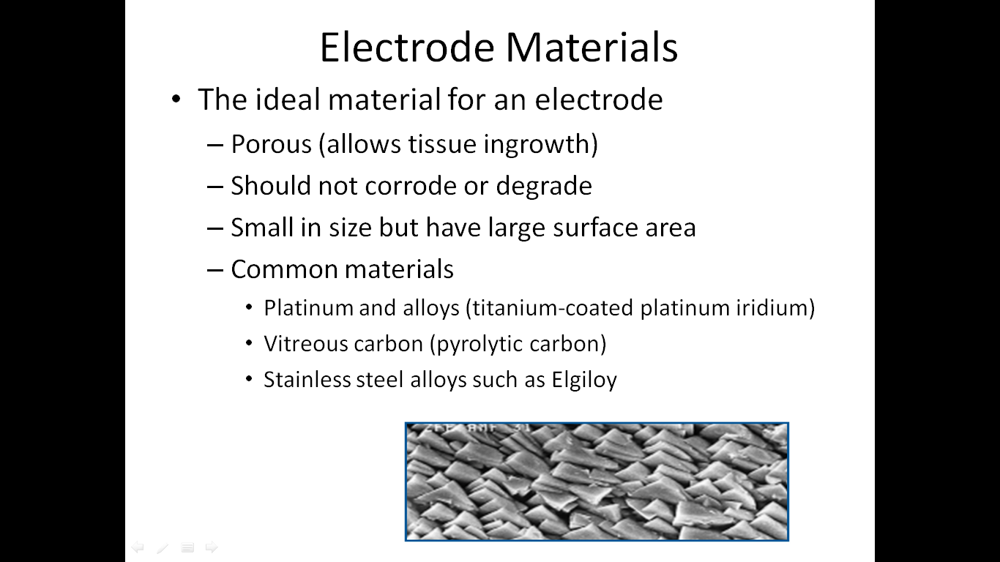 Electrode Materials
• The ideal material for an electrode
– Porous (allows tissue ingrowth)
– Should not corrode or degrade
– Small in size but have large surface area
– Common materials
• Platinum and alloys (titanium-coated platinum iridium)
• Vitreous carbon (pyrolytic carbon)
• Stainless steel alloys such as Elgiloy